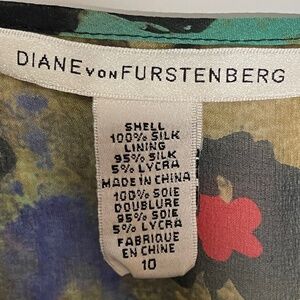 DIANE VON FURSTENBERG
SHELL
100% SILK
LINING
95% SILK
5% LYCRA
MADE IN CHINA
100% SOIE
DOUBLURE
95% SOIE
5% LYCRA
FABRIQUE
EN CHINE
10